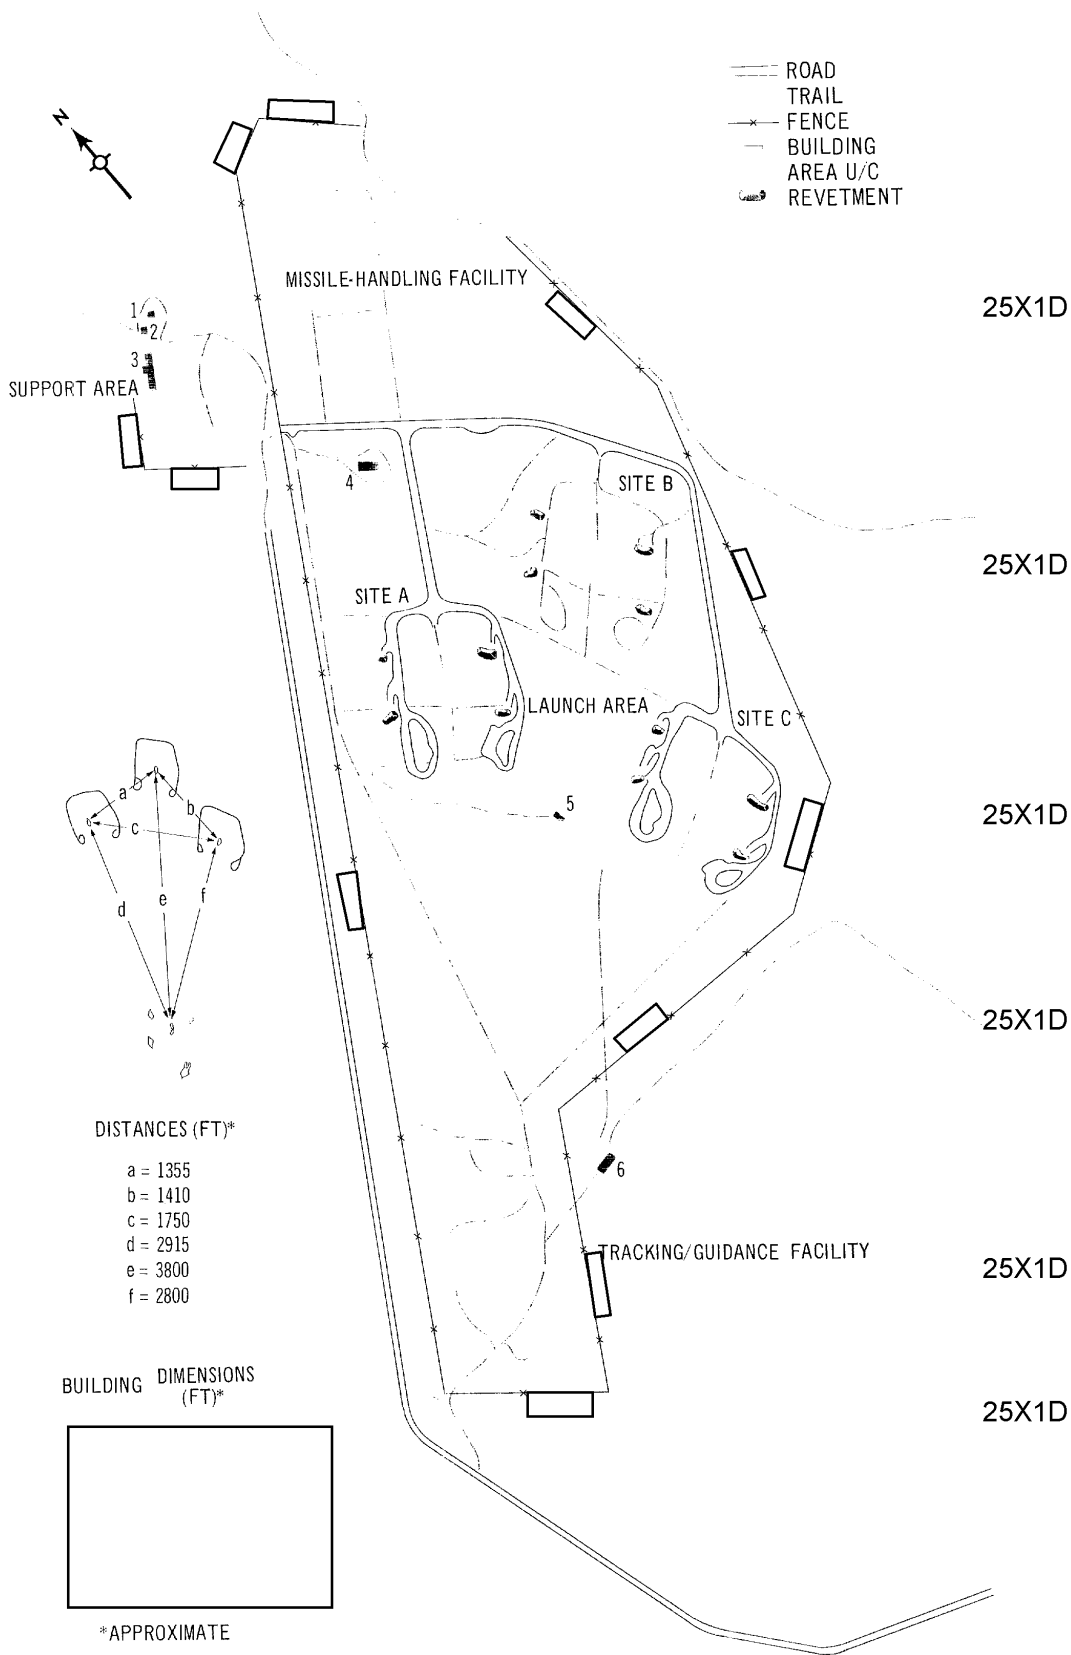 ROAD
TRAIL
FENCE
BUILDING
AREA U/C
REVETMENT
N
MISSILE-HANDLING FACILITY
25X1D
1
2
3
SUPPORT AREA
4
SITE B
25X1D
SITE A
LAUNCH AREA
SITE C
5
25X1D
a
b
c
d
e
f
25X1D
DISTANCES (FT)*
a = 1355
b = 1410
c = 1750
d = 2915
e = 3800
f = 2800
6
TRACKING/GUIDANCE FACILITY
25X1D
BUILDING DIMENSIONS
(FT)*
25X1D
*APPROXIMATE